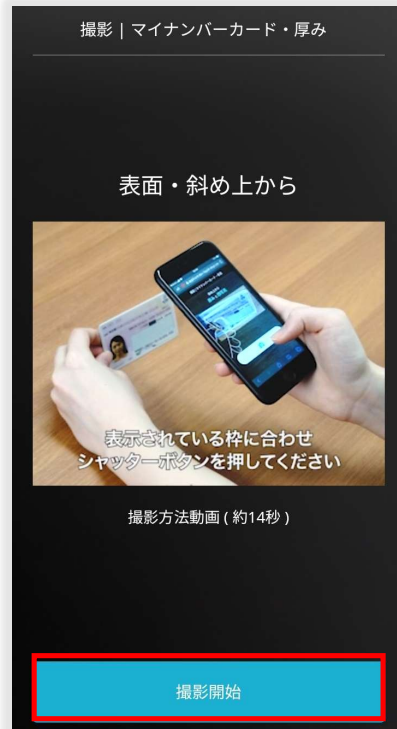 撮影 | マイナンバーカード・厚み
表面・斜め上から
表示されている枠に合わせ
シャッターボタンを押してください
撮影方法動画 ( 約14秒 )
撮影開始